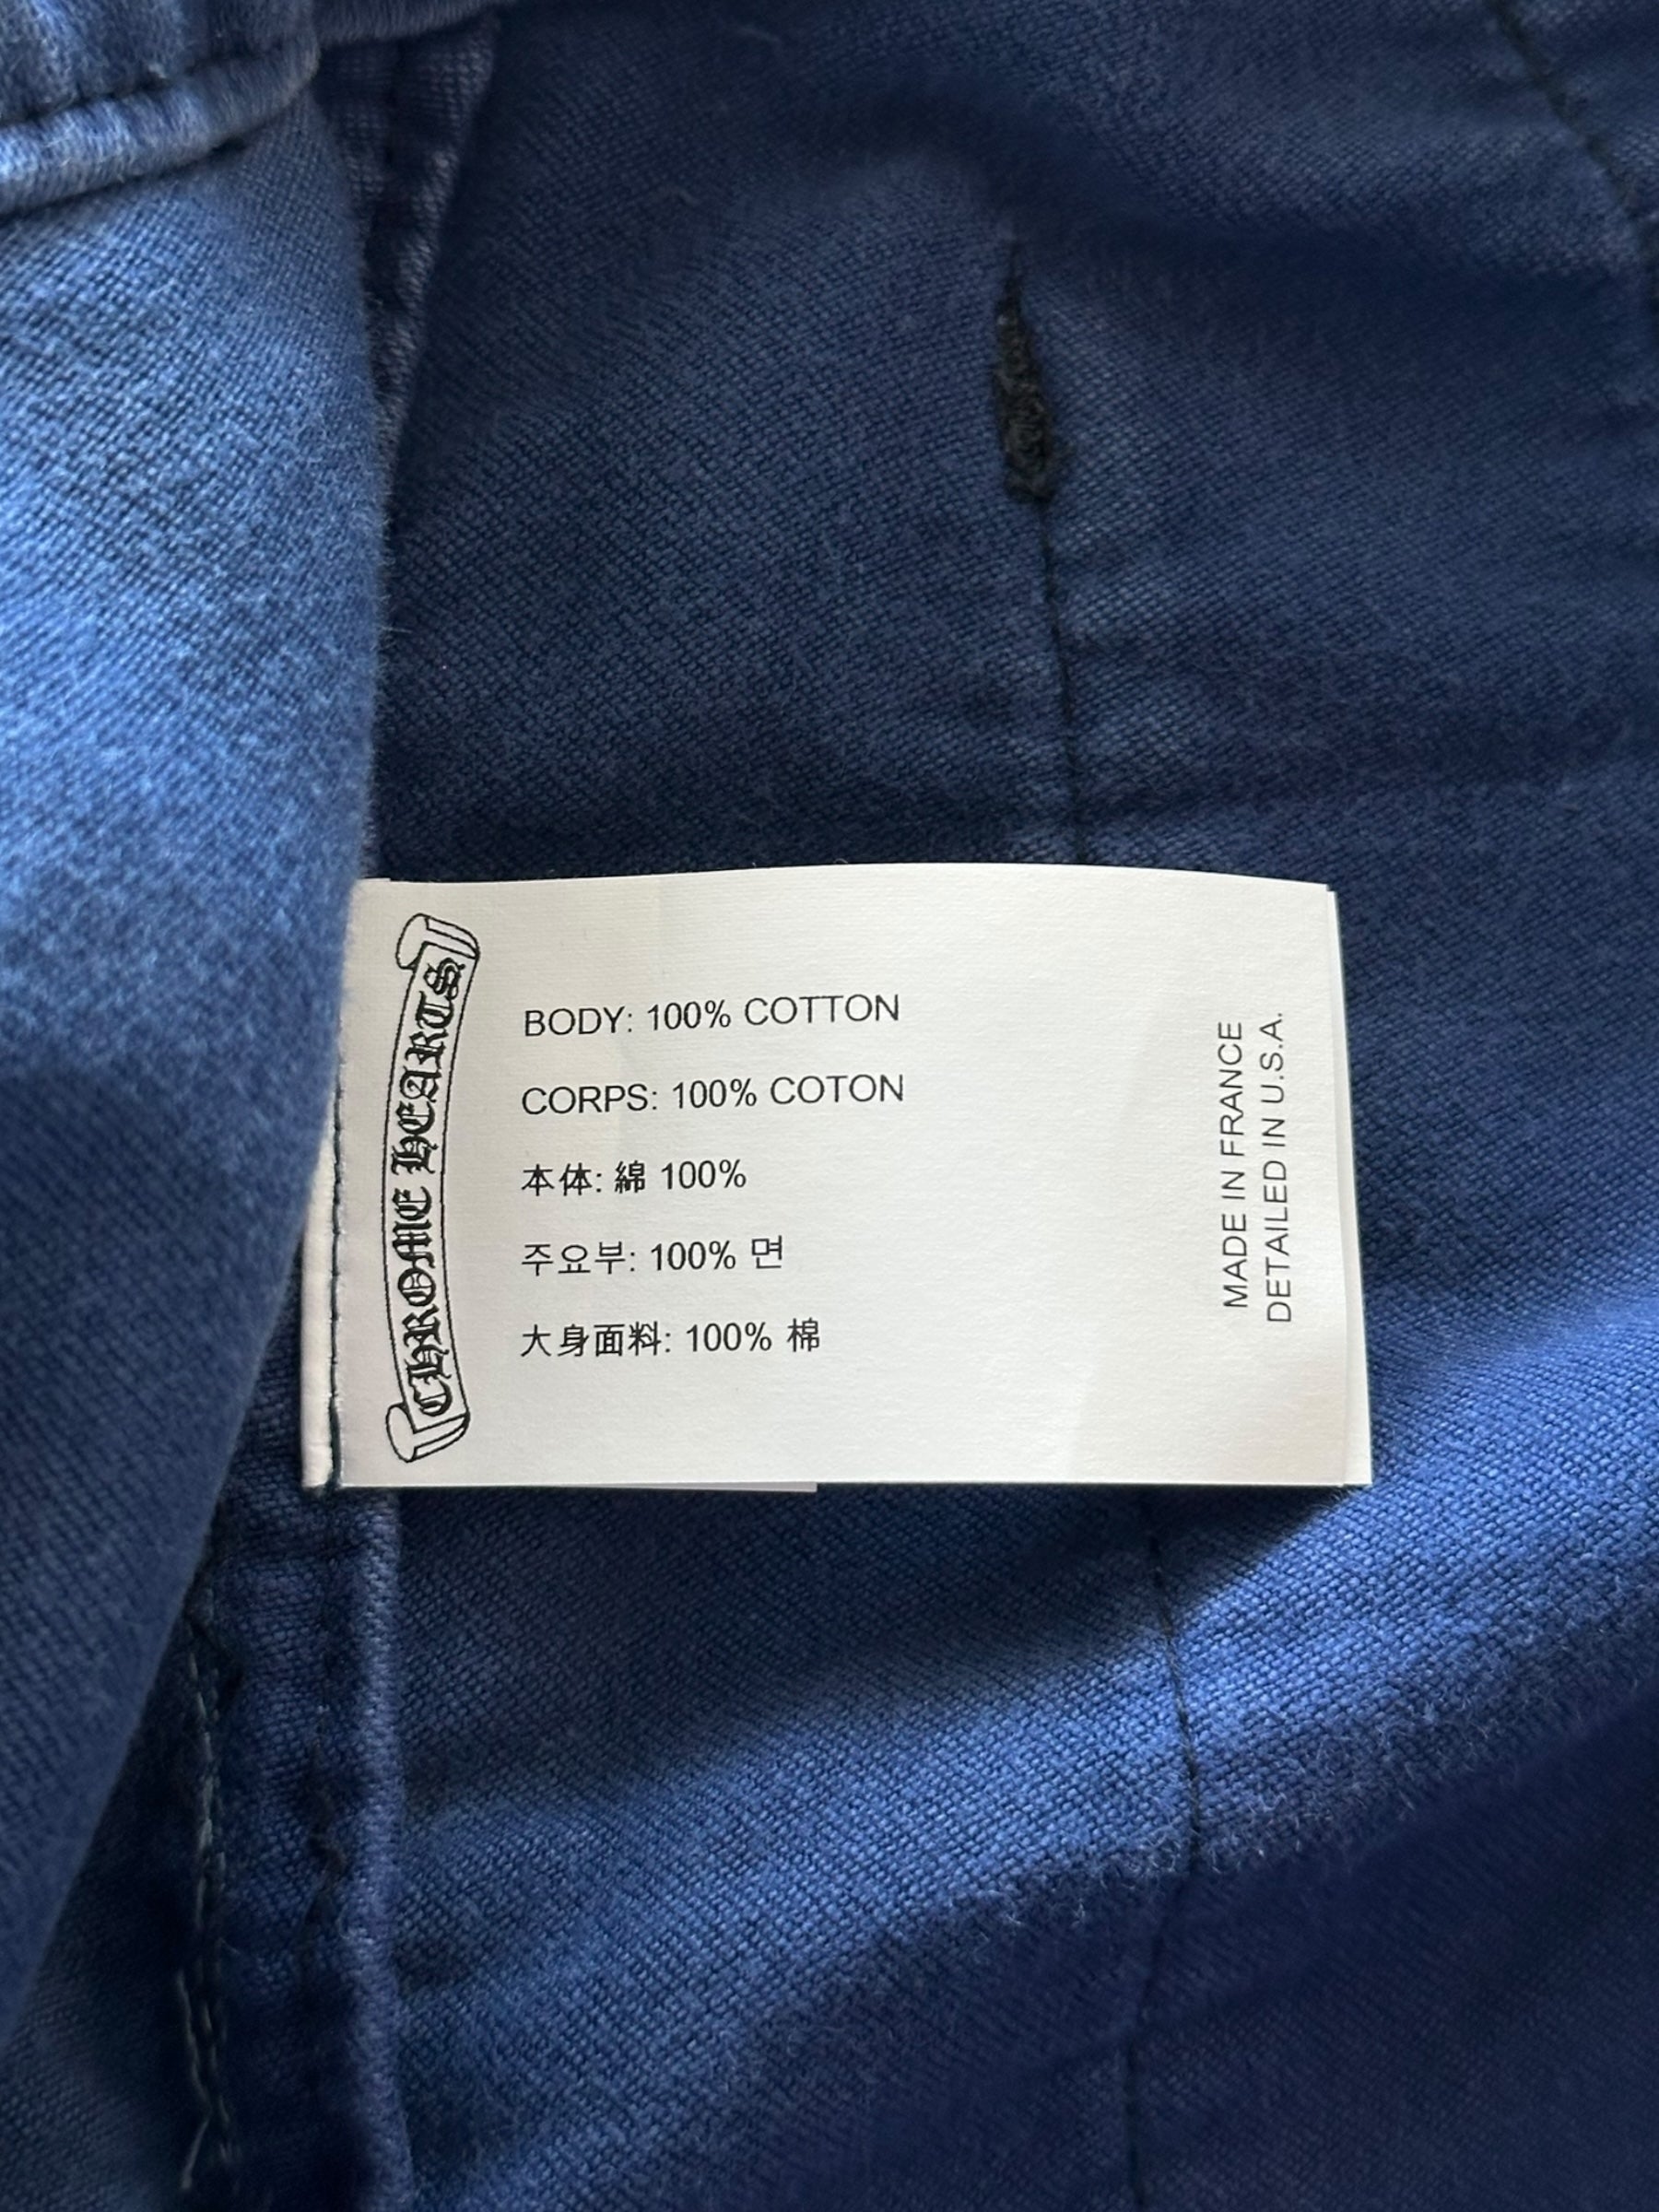 CHROME HEARTS
BODY: 100% COTTON
CORPS: 100% COTON
本体: 綿 100%
주요부: 100% 면
大身面料: 100% 棉
MADE IN FRANCE
DETAILED IN U.S.A.